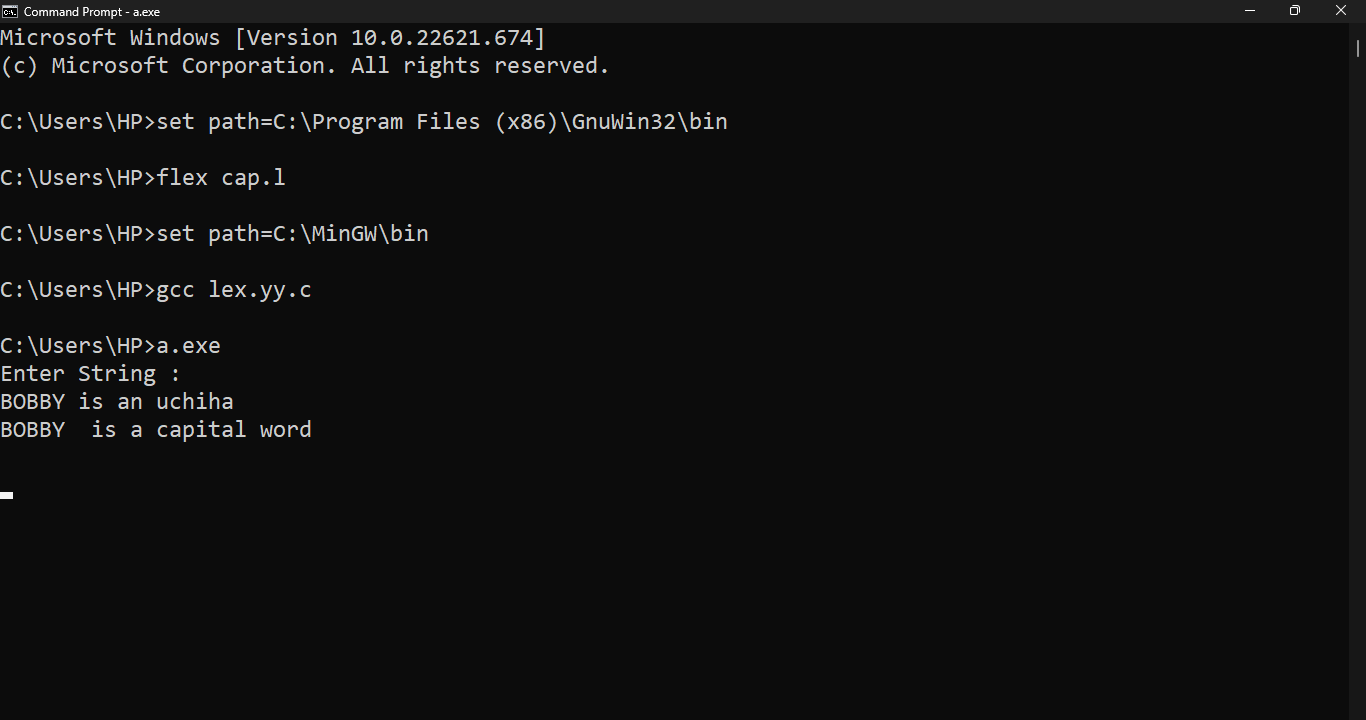 Command Prompt - a.exe
Microsoft Windows [Version 10.0.22621.674]
(c) Microsoft Corporation. All rights reserved.
C:\Users\HP>set path=C:\Program Files (x86)\GnuWin32\bin
C:\Users\HP>flex cap.l
C:\Users\HP>set path=C:\MinGW\bin
C:\Users\HP>gcc lex.yy.c
C:\Users\HP>a.exe
Enter String :
BOBBY is an uchiha
BOBBY  is a capital word